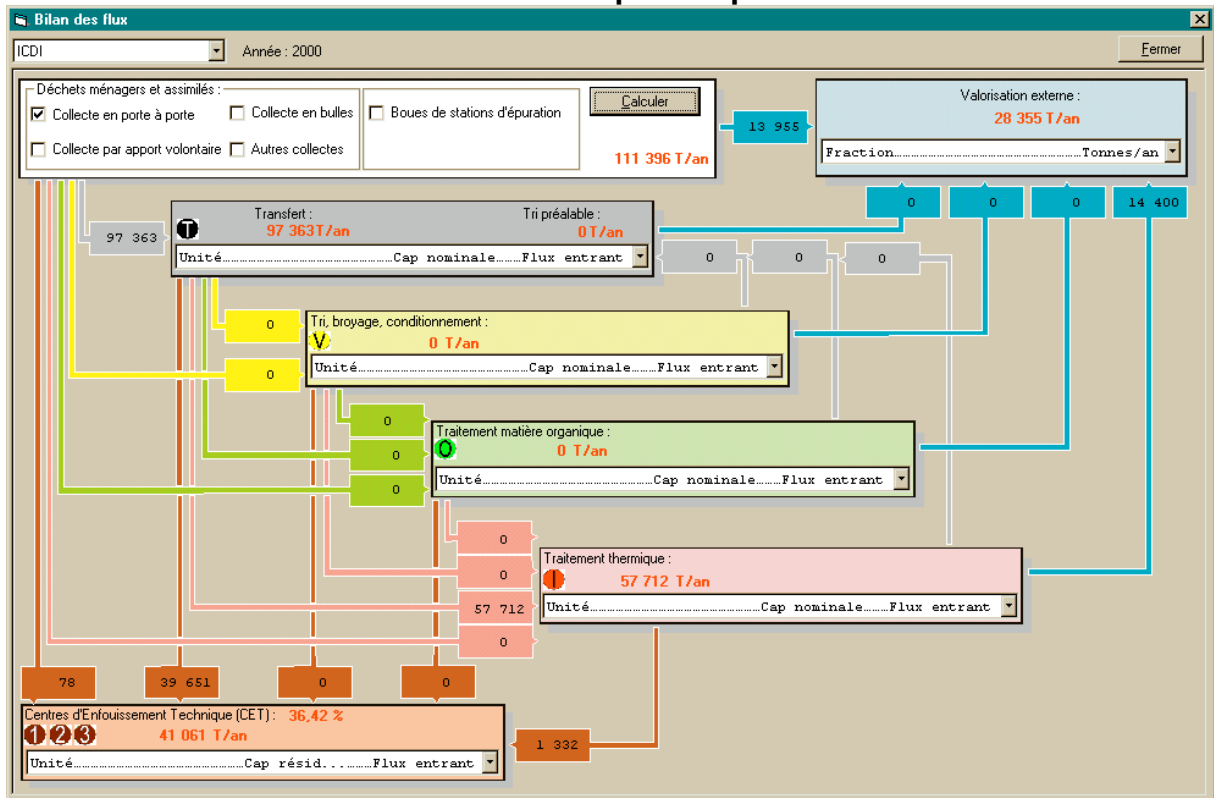 Bilan des flux
ICDI
Année : 2000
Fermer
Déchets ménagers et assimilés :
Collecte en porte à porte
Collecte en bulles
Boues de stations d'épuration
Calculer
Collecte par apport volontaire
Autres collectes
111 396 T/an
13 955
Valorisation externe :
28 355 T/an
Fraction...Tonnes/an
0
0
0
14 400
97 363
T
Transfert :
Tri préalable :
97 363T/an
0T/an
Unité...Cap nominale...Flux entrant
0
0
0
0
Tri, broyage, conditionnement :
V
0 T/an
Unité...Cap nominale...Flux entrant
0
0
Traitement matière organique :
O
0 T/an
Unité...Cap nominale...Flux entrant
0
0
0
Traitement thermique :
I
57 712 T/an
Unité...Cap nominale...Flux entrant
0
57 712
0
78
39 651
0
0
Centres d'Enfouissement Technique (CET) : 36,42 %
1 2 3
41 061 T/an
Unité...Cap résid...Flux entrant
1 332